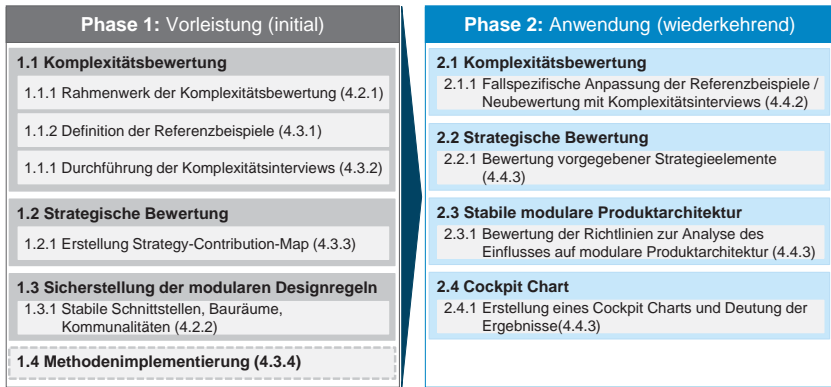 Phase 1: Vorleistung (initial)
1.1 Komplexitätsbewertung
1.1.1 Rahmenwerk der Komplexitätsbewertung (4.2.1)
1.1.2 Definition der Referenzbeispiele (4.3.1)
1.1.1 Durchführung der Komplexitätsinterviews (4.3.2)
1.2 Strategische Bewertung
1.2.1 Erstellung Strategy-Contribution-Map (4.3.3)
1.3 Sicherstellung der modularen Designregeln
1.3.1 Stabile Schnittstellen, Bauräume,
Kommunalitäten (4.2.2)
1.4 Methodenimplementierung (4.3.4)
Phase 2: Anwendung (wiederkehrend)
2.1 Komplexitätsbewertung
2.1.1 Fallspezifische Anpassung der Referenzbeispiele /
Neubewertung mit Komplexitätsinterviews (4.4.2)
2.2 Strategische Bewertung
2.2.1 Bewertung vorgegebener Strategieelemente
(4.4.3)
2.3 Stabile modulare Produktarchitektur
2.3.1 Bewertung der Richtlinien zur Analyse des
Einflusses auf modulare Produktarchitektur (4.4.3)
2.4 Cockpit Chart
2.4.1 Erstellung eines Cockpit Charts und Deutung der
Ergebnisse(4.4.3)